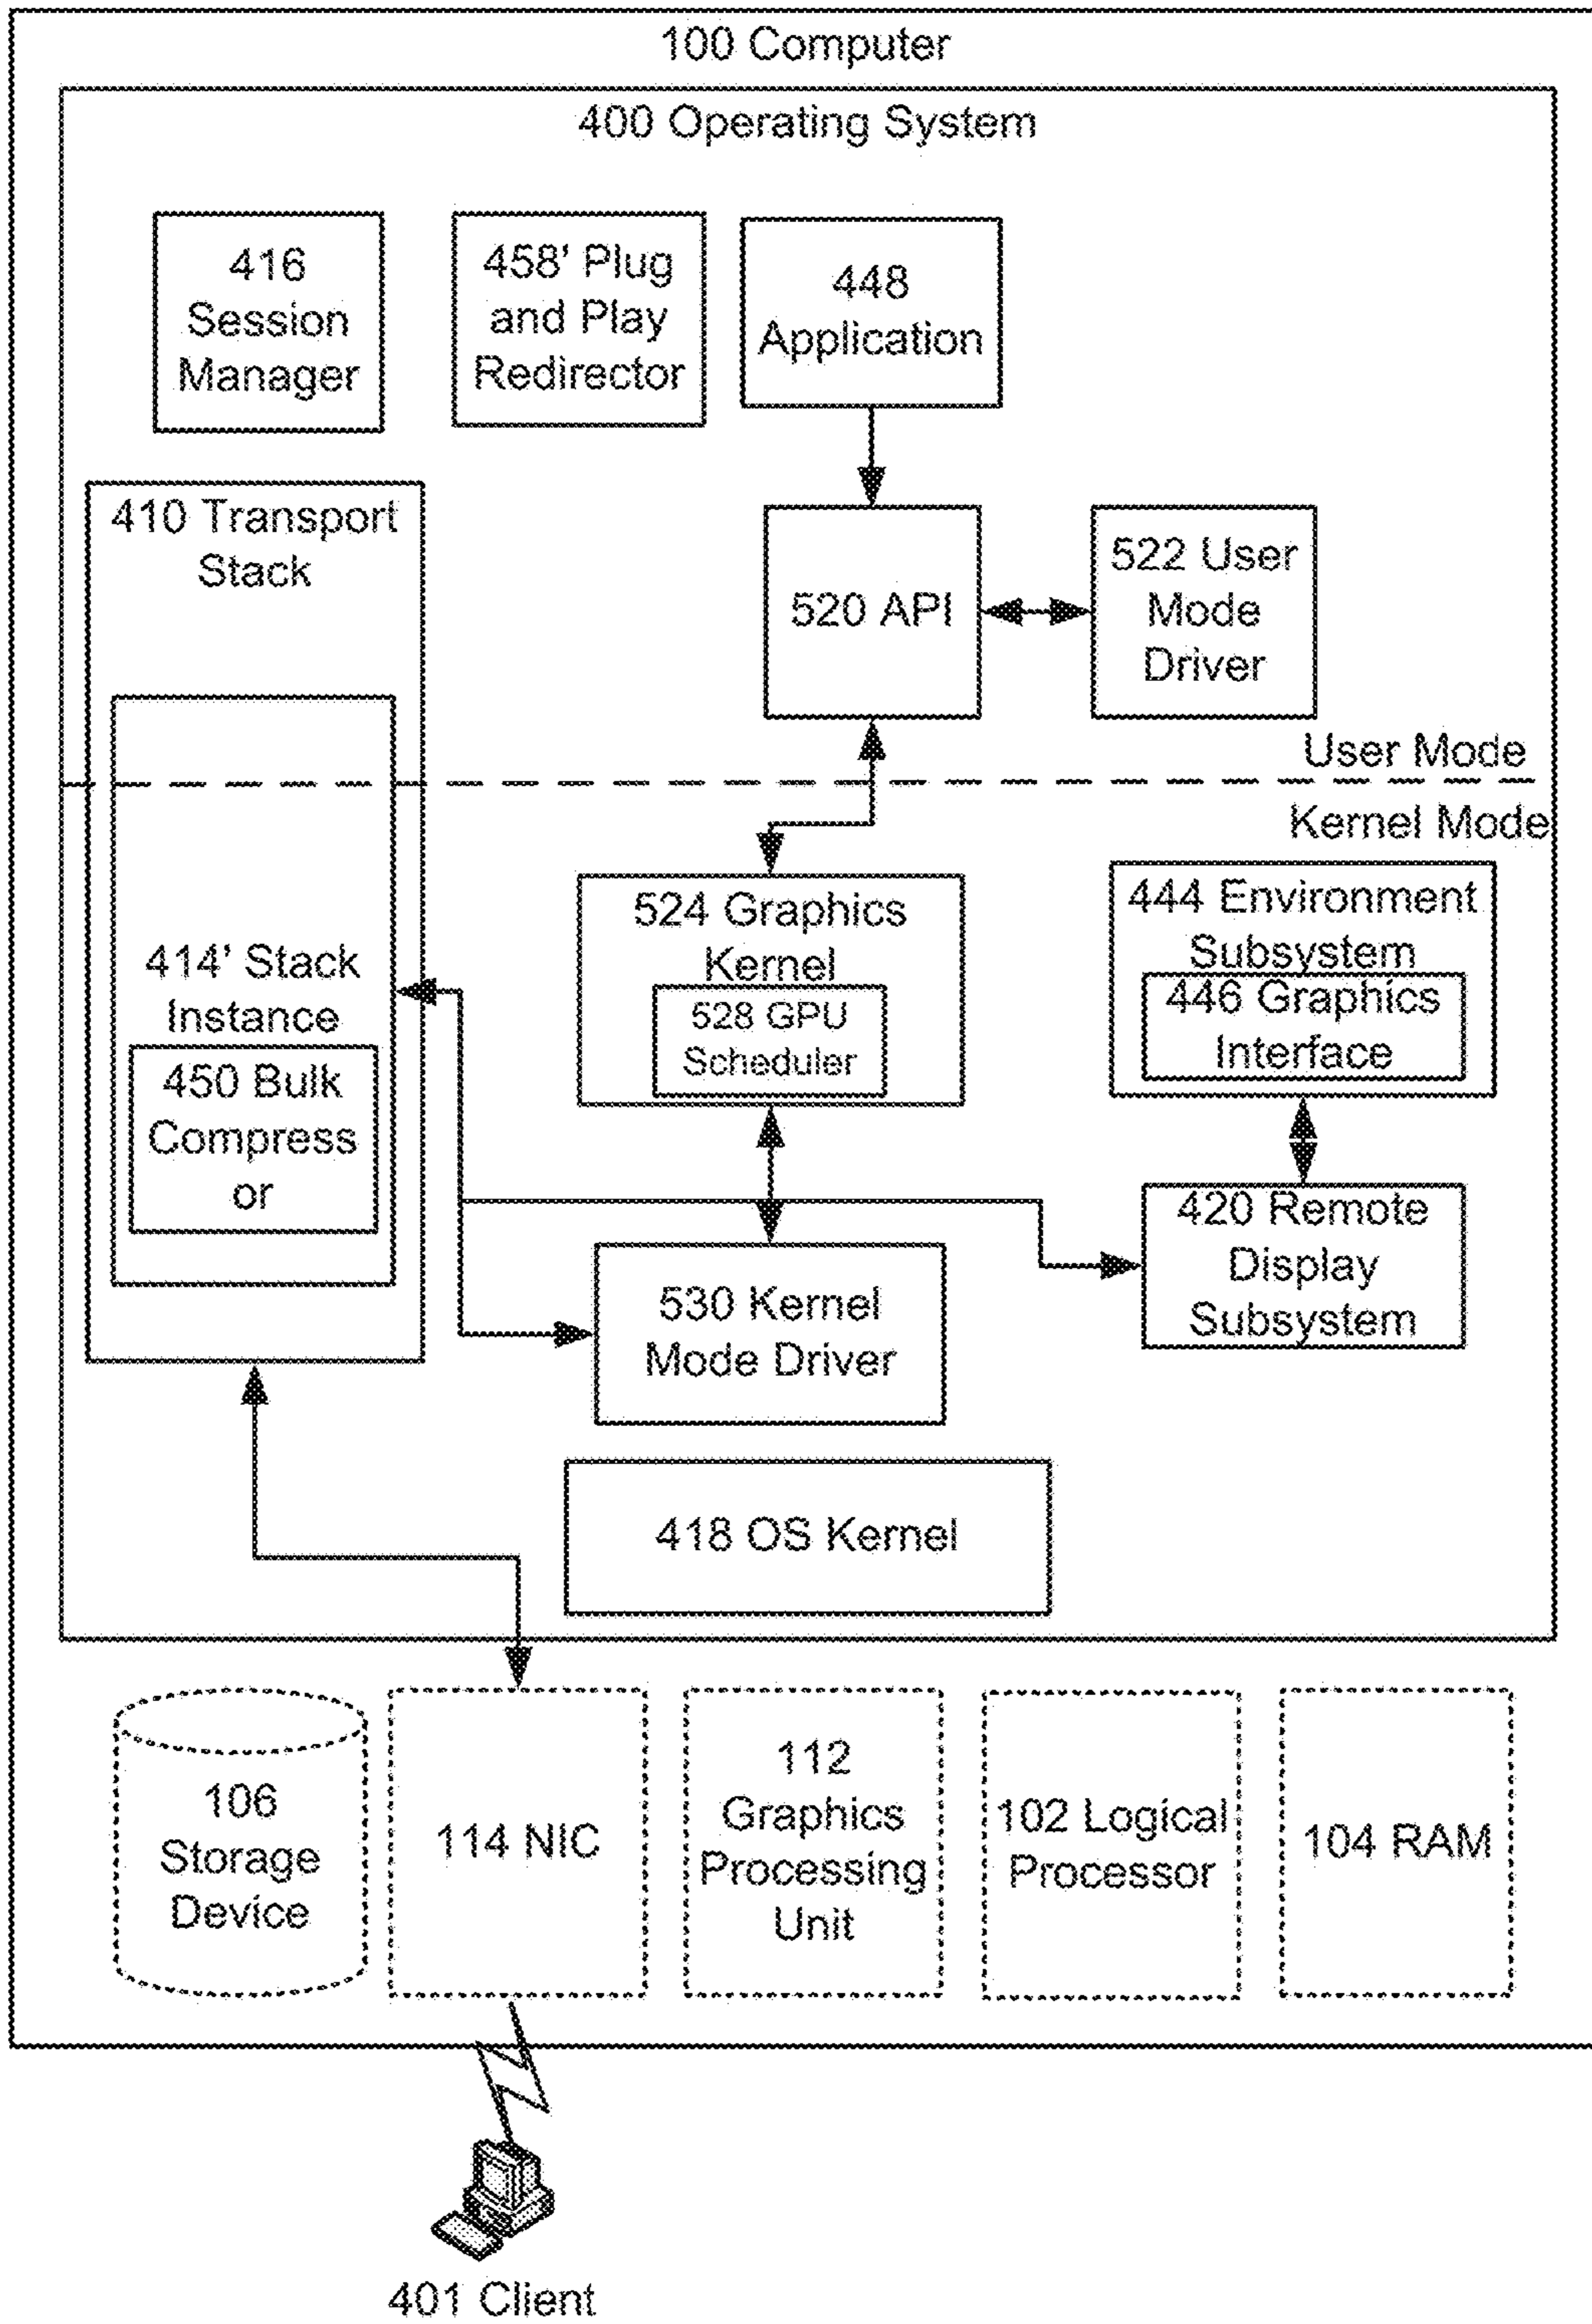 100 Computer
400 Operating System
416
Session
Manager
458' Plug
and Play
Redirector
448
Application
410 Transport
Stack
520 API
522 User
Mode
Driver
User Mode
Kernel Mode
414' Stack
Instance
450 Bulk
Compress
or
524 Graphics
Kernel
528 GPU
Scheduler
444 Environment
Subsystem
446 Graphics
Interface
530 Kernel
Mode Driver
420 Remote
Display
Subsystem
418 OS Kernel
106
Storage
Device
114 NIC
112
Graphics
Processing
Unit
102 Logical
Processor
104 RAM
401 Client